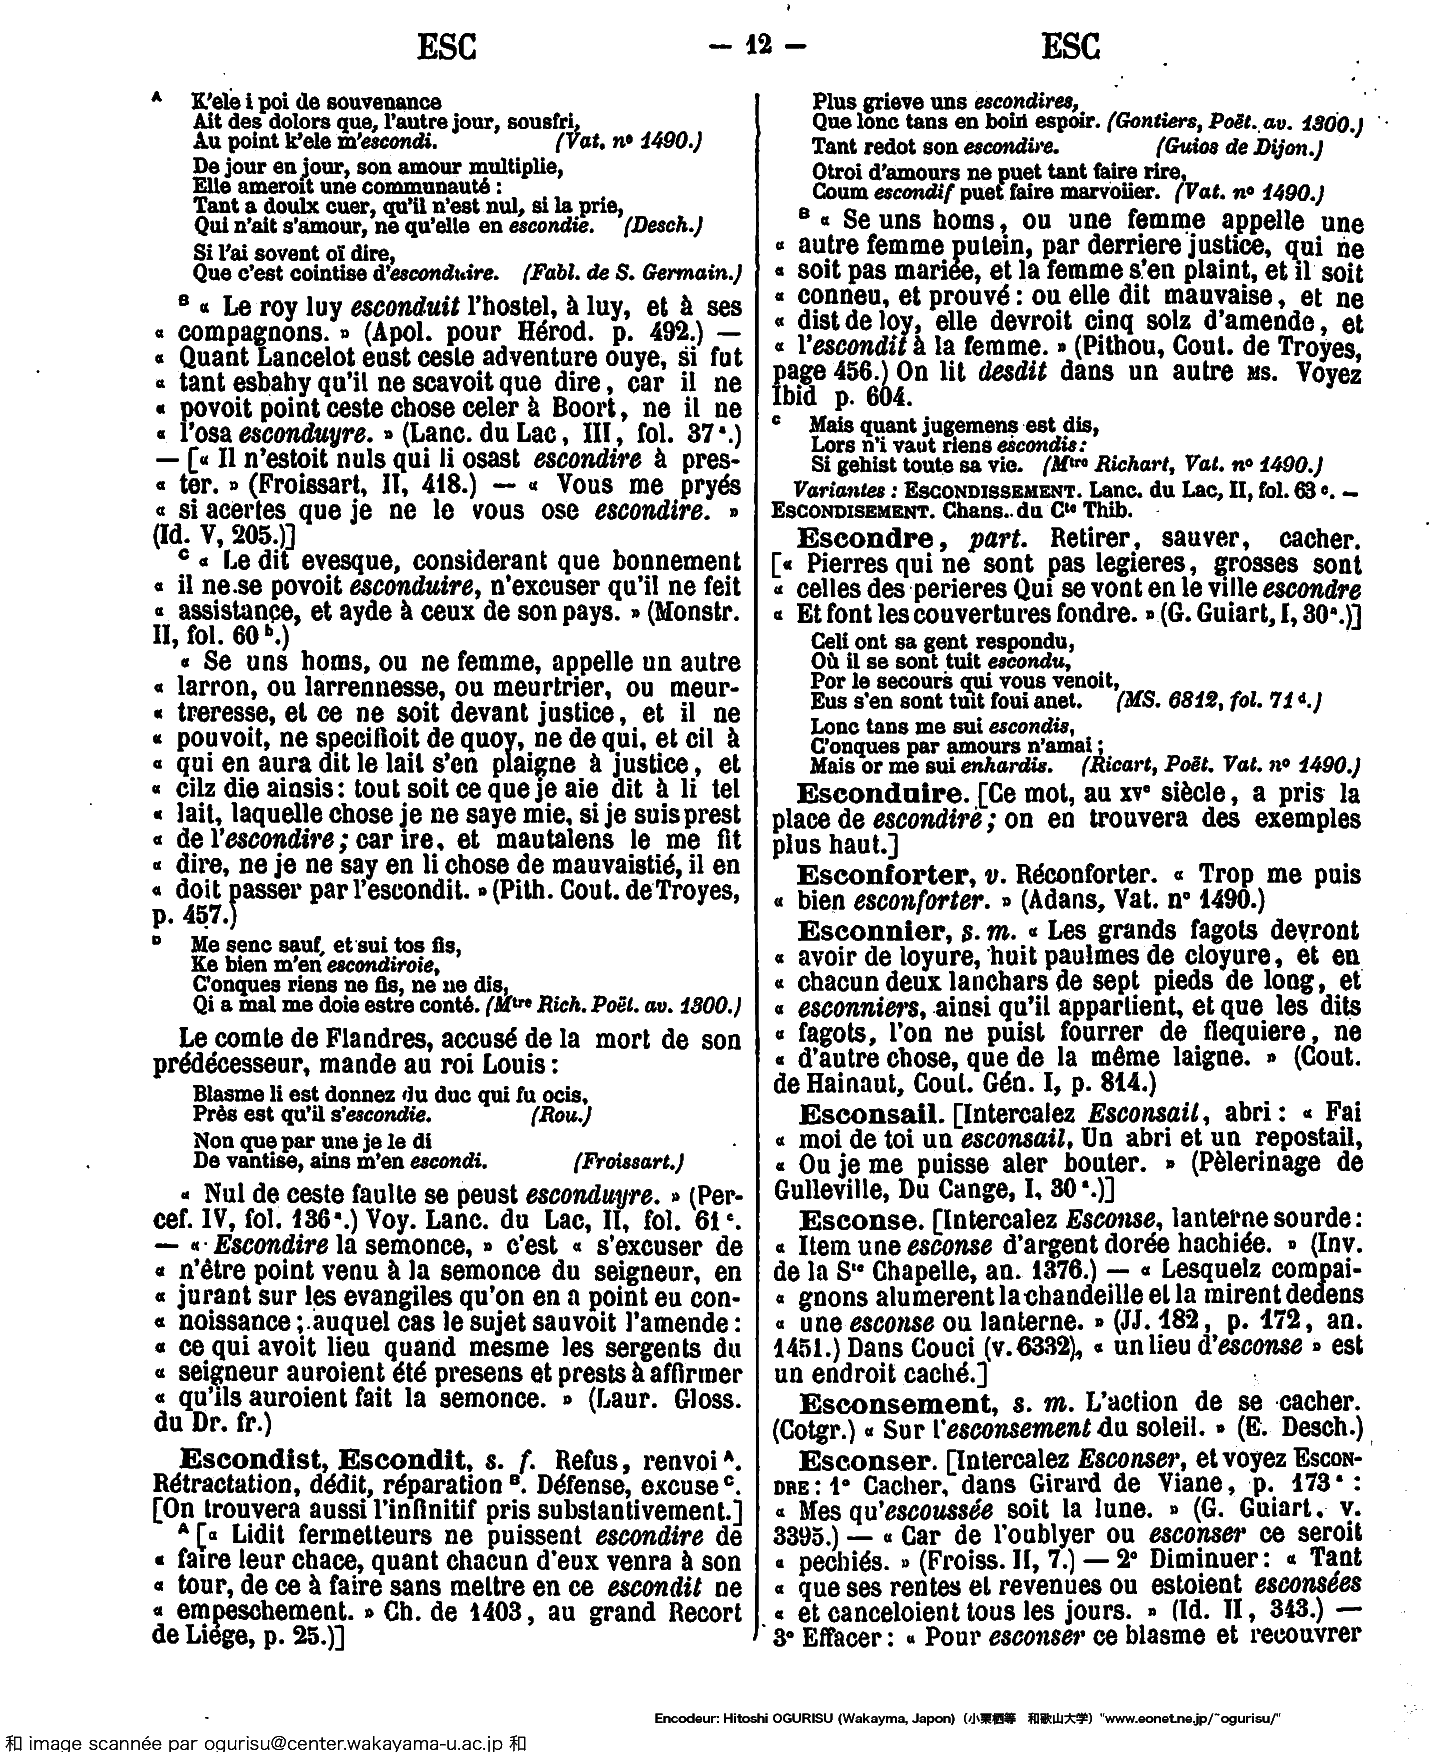 ESC — 12 — ESC
A K'ele i poi de souvenance
Ait des dolors que, l'autre jour, sousfri,
Au point k'ele m'escondi. (Vat. n° 1490.)
De jour en jour, son amour multiplie,
Elle ameroit une communauté :
Tant a doulx cuer, qu'il n'est nul, si la prie,
Qui n'ait s'amour, ne qu'elle en escondie. (Desch.)
Si l'ai sovent oï dire,
Que c'est cointise d'esconduire. (Fabl. de S. Germain.)
B « Le roy luy esconduit l'hostel, à luy, et à ses
« compagnons. » (Apol. pour Hérod. p. 492.) —
« Quant Lancelot eust ceste adventure ouye, si fut
« tant esbahy qu'il ne scavoit que dire, car il ne
« povoit point ceste chose celer à Boort, ne il ne
« l'osa esconduyre. » (Lanc. du Lac, III, fol. 37ᵃ.)
— [« Il n'estoit nuls qui li osast escondire à pres-
« ter. » (Froissart, II, 418.) — « Vous me pryés
« si acertes que je ne le vous ose escondire. »
(Id. V, 205.)]
C « Le dit evesque, considerant que bonnement
« il ne se povoit esconduire, n'excuser qu'il ne feit
« assistance, et ayde à ceux de son pays. » (Monstr.
II, fol. 60ᵇ.)
« Se uns homs, ou ne femme, appelle un autre
« larron, ou larrennesse, ou meurtrier, ou meur-
« treresse, et ce ne soit devant justice, et il ne
« pouvoit, ne specifioit de quoy, ne de qui, et cil à
« qui en aura dit le lait s'en plaigne à justice, et
« cilz die ainsis : tout soit ce que je aie dit à li tel
« lait, laquelle chose je ne saye mie, si je suis prest
« de l'escondire ; car ire, et mautalens le me fit
« dire, ne je ne say en li chose de mauvaistié, il en
« doit passer par l'escondit. » (Pith. Cout. de Troyes,
p. 457.)
D Me senc sauf, et sui tos fis,
Ke bien m'en escondiroie,
C'onques riens ne fis, ne ne dis,
Qi a mal me doie estre conté. (Mtre Rich. Poët. av. 1300.)
Le comte de Flandres, accusé de la mort de son
prédécesseur, mande au roi Louis :
Blasme li est donnez du duc qui fu ocis,
Près est qu'il s'escondie. (Rou.)
Non que par une je le di
De vantise, ains m'en escondi. (Froissart.)
« Nul de ceste faulte se peust esconduyre. » (Per-
cef. IV, fol. 136ᵃ.) Voy. Lanc. du Lac, II, fol. 61ᶜ.
— « Escondire la semonce, » c'est « s'excuser de
« n'être point venu à la semonce du seigneur, en
« jurant sur les evangiles qu'on en a point eu con-
« noissance ; auquel cas le sujet sauvoit l'amende :
« ce qui avoit lieu quand mesme les sergents du
« seigneur auroient été presens et prests à affirmer
« qu'ils auroient fait la semonce. » (Laur. Gloss.
du Dr. fr.)
Escondist, Escondit, s. f. Refus, renvoi A.
Rétractation, dédit, réparation B. Défense, excuse C.
[On trouvera aussi l'infinitif pris substantivement.]
A [« Lidit fermetteurs ne puissent escondire de
« faire leur chace, quant chacun d'eux venra à son
« tour, de ce à faire sans mettre en ce escondit ne
« empeschement. » Ch. de 1403, au grand Recort
de Liége, p. 25.)]
Plus grieve uns escondires,
Que lonc tans en boin espoir. (Gontiers, Poët. av. 1300.)
Tant redot son escondire. (Guios de Dijon.)
Otroi d'amours ne puet tant faire rire,
Coum escondif puet faire marvoiier. (Vat. n° 1490.)
B « Se uns homs, ou une femme appelle une
« autre femme putein, par derriere justice, qui ne
« soit pas mariée, et la femme s'en plaint, et il soit
« conneu, et prouvé : ou elle dit mauvaise, et ne
« dist de loy, elle devroit cinq solz d'amende, et
« l'escondit à la femme. » (Pithou, Cout. de Troyes,
page 456.) On lit desdit dans un autre MS. Voyez
Ibid p. 604.
C Mais quant jugemens est dis,
Lors n'i vaut riens escondis :
Si gehist toute sa vie. (Mtre Richart, Vat. n° 1490.)
Variantes : ESCONDISSEMENT. Lanc. du Lac, II, fol. 63ᶜ. —
ESCONDISEMENT. Chans. du Cte Thib.
Escondre, part. Retirer, sauver, cacher.
[« Pierres qui ne sont pas legieres, grosses sont
« celles des perieres Qui se vont en le ville escondre
« Et font les couvertures fondre. » (G. Guiart, I, 30ᵃ.)]
Celi ont sa gent respondu,
Où il se sont tuit escondu,
Por le secours qui vous venoit,
Eus s'en sont tuit foui anet. (MS. 6812, fol. 71ᵈ.)
Lonc tans me sui escondis,
C'onques par amours n'amai ;
Mais or me sui enhardis. (Ricart, Poët. Vat. n° 1490.)
Esconduire. [Ce mot, au XVᵉ siècle, a pris la
place de escondire ; on en trouvera des exemples
plus haut.]
Esconforter, v. Réconforter. « Trop me puis
« bien esconforter. » (Adans, Vat. n° 1490.)
Esconnier, s. m. « Les grands fagots devront
« avoir de loyure, huit paulmes de cloyure, et en
« chacun deux lanchars de sept pieds de long, et
« esconniers, ainsi qu'il appartient, et que les dits
« fagots, l'on ne puist fourrer de flequiere, ne
« d'autre chose, que de la même laigne. » (Cout.
de Hainaut, Cout. Gén. I, p. 814.)
Esconsail. [Intercalez Esconsail, abri : « Fai
« moi de toi un esconsail, Un abri et un repostail,
« Ou je me puisse aler bouter. » (Pèlerinage de
Gulleville, Du Cange, I, 30ᵃ.)]
Esconse. [Intercalez Esconse, lanterne sourde :
« Item une esconse d'argent dorée hachiée. » (Inv.
de la Ste Chapelle, an. 1376.) — « Lesquelz compai-
« gnons alumerent la chandeille et la mirent dedens
« une esconse ou lanterne. » (JJ. 182, p. 172, an.
1451.) Dans Couci (v. 6332), « un lieu d'esconse » est
un endroit caché.]
Esconsement, s. m. L'action de se cacher.
(Cotgr.) « Sur l'esconsement du soleil. » (E. Desch.)
Esconser. [Intercalez Esconser, et voyez ESCON-
DRE : 1° Cacher, dans Girard de Viane, p. 173ᵃ :
« Mes qu'escoussée soit la lune. » (G. Guiart. v.
3395.) — « Car de l'oublyer ou esconser ce seroit
« pechiés. » (Froiss. II, 7.) — 2° Diminuer : « Tant
« que ses rentes et revenues ou estoient esconsées
« et canceloient tous les jours. » (Id. II, 343.) —
3° Effacer : « Pour esconser ce blasme et recouvrer
Encodeur: Hitoshi OGURISU (Wakayma, Japon) (小栗栖等 和歌山大学) "www.eonet.ne.jp/~ogurisu/"
和 image scannée par ogurisu@center.wakayama-u.ac.jp 和